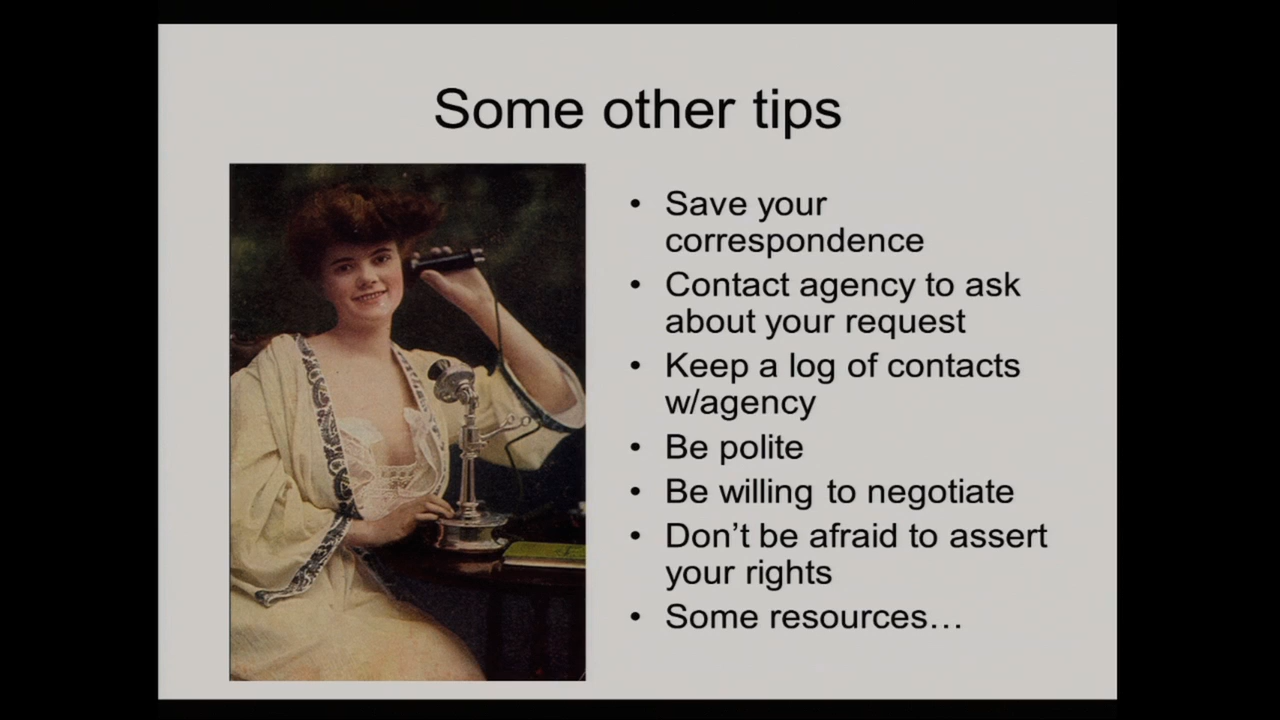 Some other tips
• Save your
correspondence
• Contact agency to ask
about your request
• Keep a log of contacts
w/agency
• Be polite
• Be willing to negotiate
• Don’t be afraid to assert
your rights
• Some resources…